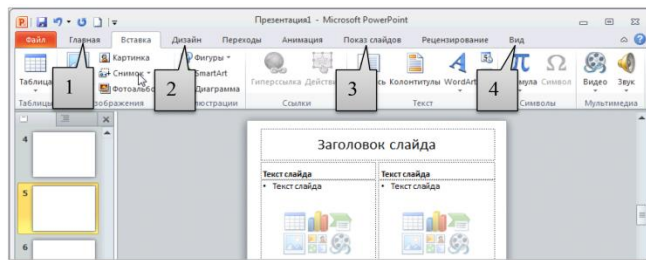 Презентация1 - Microsoft PowerPoint
Файл Главная Вставка Дизайн Переходы Анимация Показ слайдов Рецензирование Вид
Картинка Фигуры
Снимок SmartArt
Таблица Гиперссылка Колонтитулы WordArt Символ Видео Звук
Диаграмма
1 2 3 4
Таблицы Ссылки Текст Символы Мультимедиа
4
Заголовок слайда
Текст слайда Текст слайда
• Текст слайда • Текст слайда
5
6